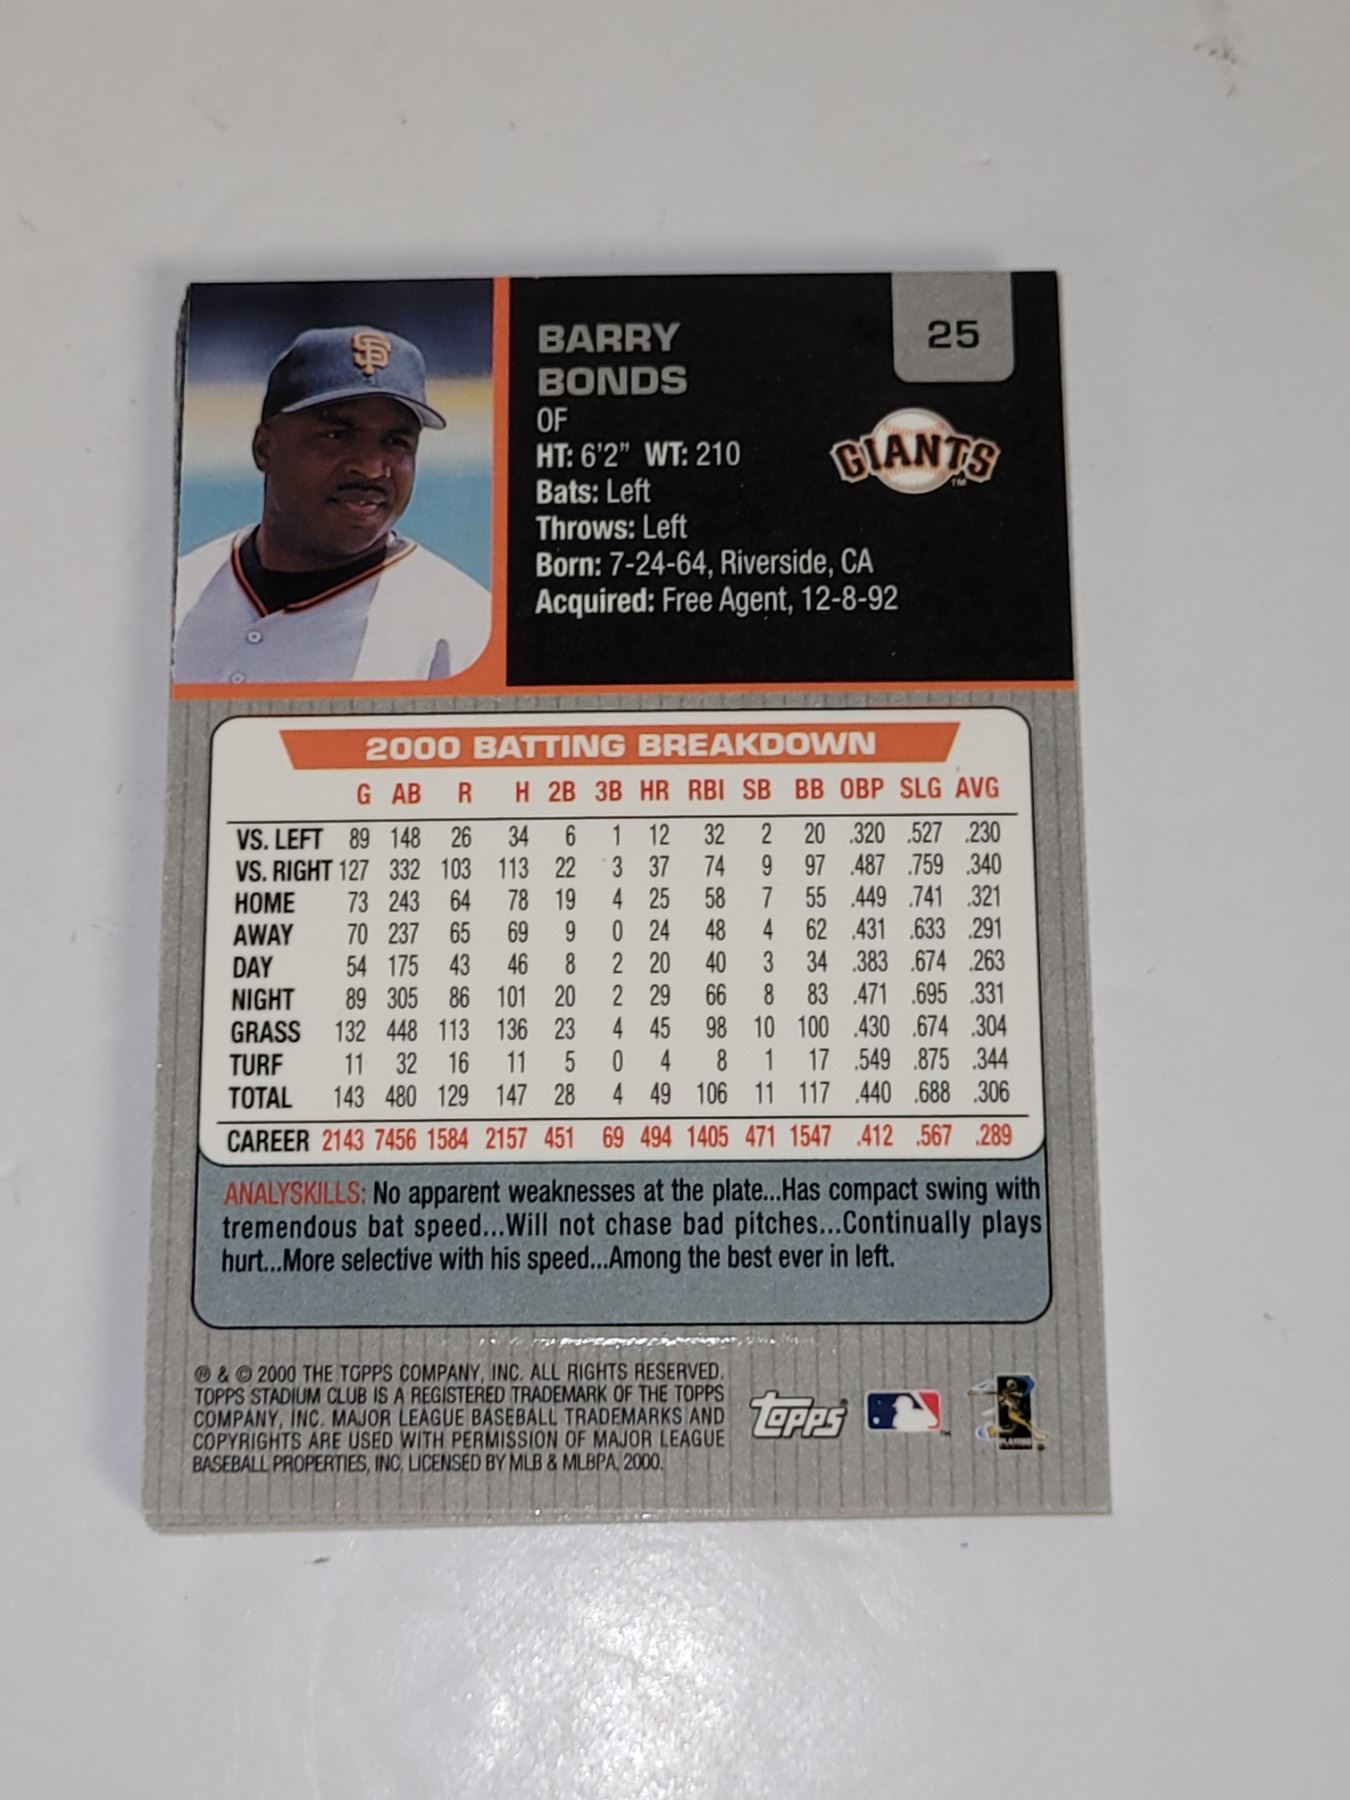 25
BARRY
BONDS
OF
HT: 6'2" WT: 210
Bats: Left
Throws: Left
Born: 7-24-64, Riverside, CA
Acquired: Free Agent, 12-8-92
GIANTS
TM
2000 BATTING BREAKDOWN
G AB R H 2B 3B HR RBI SB BB OBP SLG AVG
VS. LEFT 89 148 26 34 6 1 12 32 2 20 .320 .527 .230
VS. RIGHT 127 332 103 113 22 3 37 74 9 97 .487 .759 .340
HOME 73 243 64 78 19 4 25 58 7 55 .449 .741 .321
AWAY 70 237 65 69 9 0 24 48 4 62 .431 .633 .291
DAY 54 175 43 46 8 2 20 40 3 34 .383 .674 .263
NIGHT 89 305 86 101 20 2 29 66 8 83 .471 .695 .331
GRASS 132 448 113 136 23 4 45 98 10 100 .430 .674 .304
TURF 11 32 16 11 5 0 4 8 1 17 .549 .875 .344
TOTAL 143 480 129 147 28 4 49 106 11 117 .440 .688 .306
CAREER 2143 7456 1584 2157 451 69 494 1405 471 1547 .412 .567 .289
ANALYSKILLS: No apparent weaknesses at the plate...Has compact swing with
tremendous bat speed...Will not chase bad pitches...Continually plays
hurt...More selective with his speed...Among the best ever in left.
® & © 2000 THE TOPPS COMPANY, INC. ALL RIGHTS RESERVED.
TOPPS STADIUM CLUB IS A REGISTERED TRADEMARK OF THE TOPPS
COMPANY, INC. MAJOR LEAGUE BASEBALL TRADEMARKS AND
COPYRIGHTS ARE USED WITH PERMISSION OF MAJOR LEAGUE
BASEBALL PROPERTIES, INC. LICENSED BY MLB & MLBPA, 2000.
Topps®